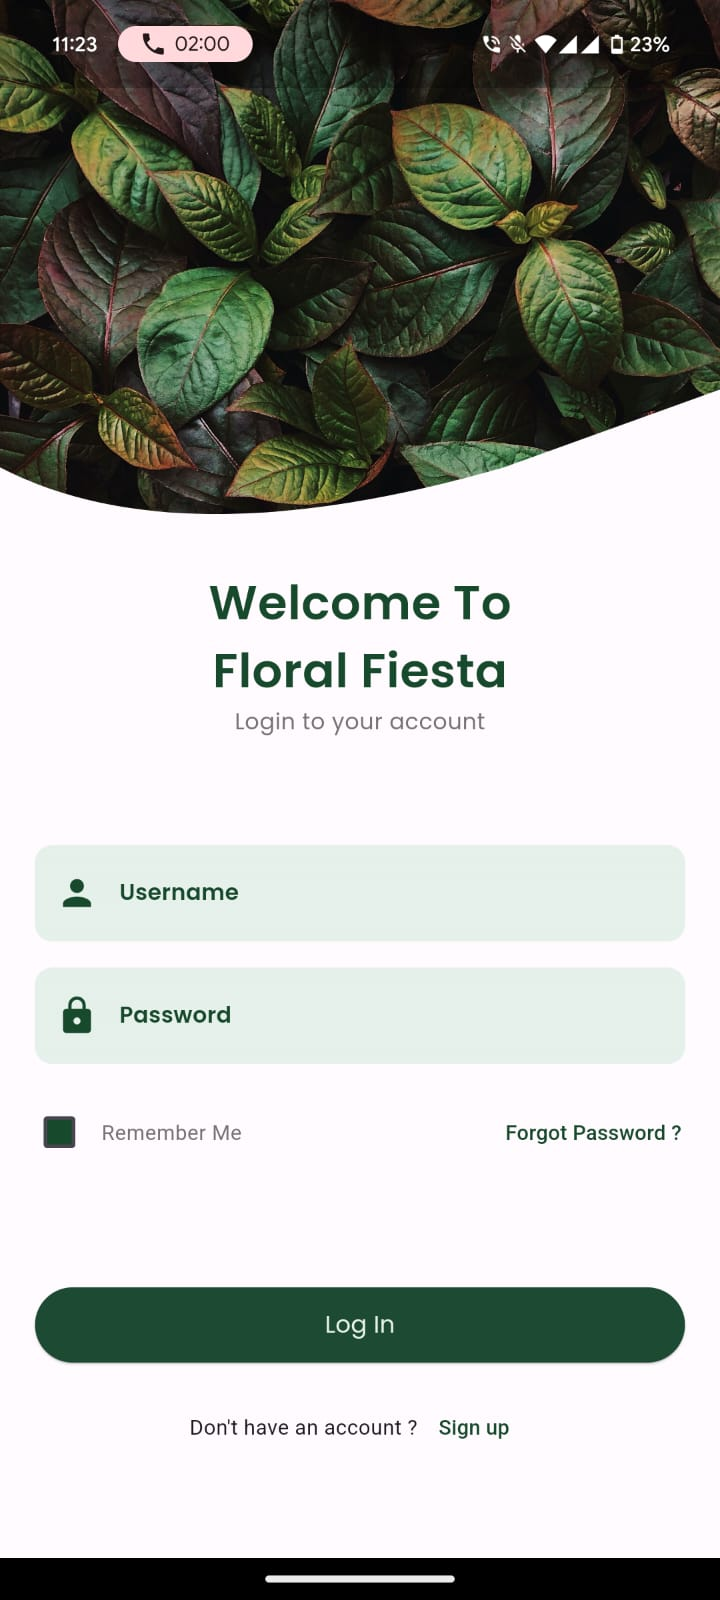 11:23 02:00 23%
Welcome To
Floral Fiesta
Login to your account
Username
Password
Remember Me Forgot Password ?
Log In
Don't have an account ? Sign up